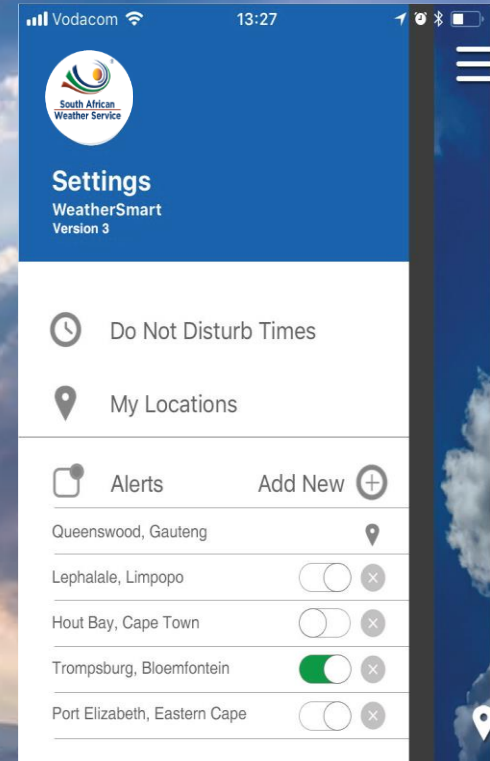 Vodacom 13:27
South African
Weather Service
Settings
WeatherSmart
Version 3
Do Not Disturb Times
My Locations
Alerts Add New
Queenswood, Gauteng
Lephalale, Limpopo
Hout Bay, Cape Town
Trompsburg, Bloemfontein
Port Elizabeth, Eastern Cape